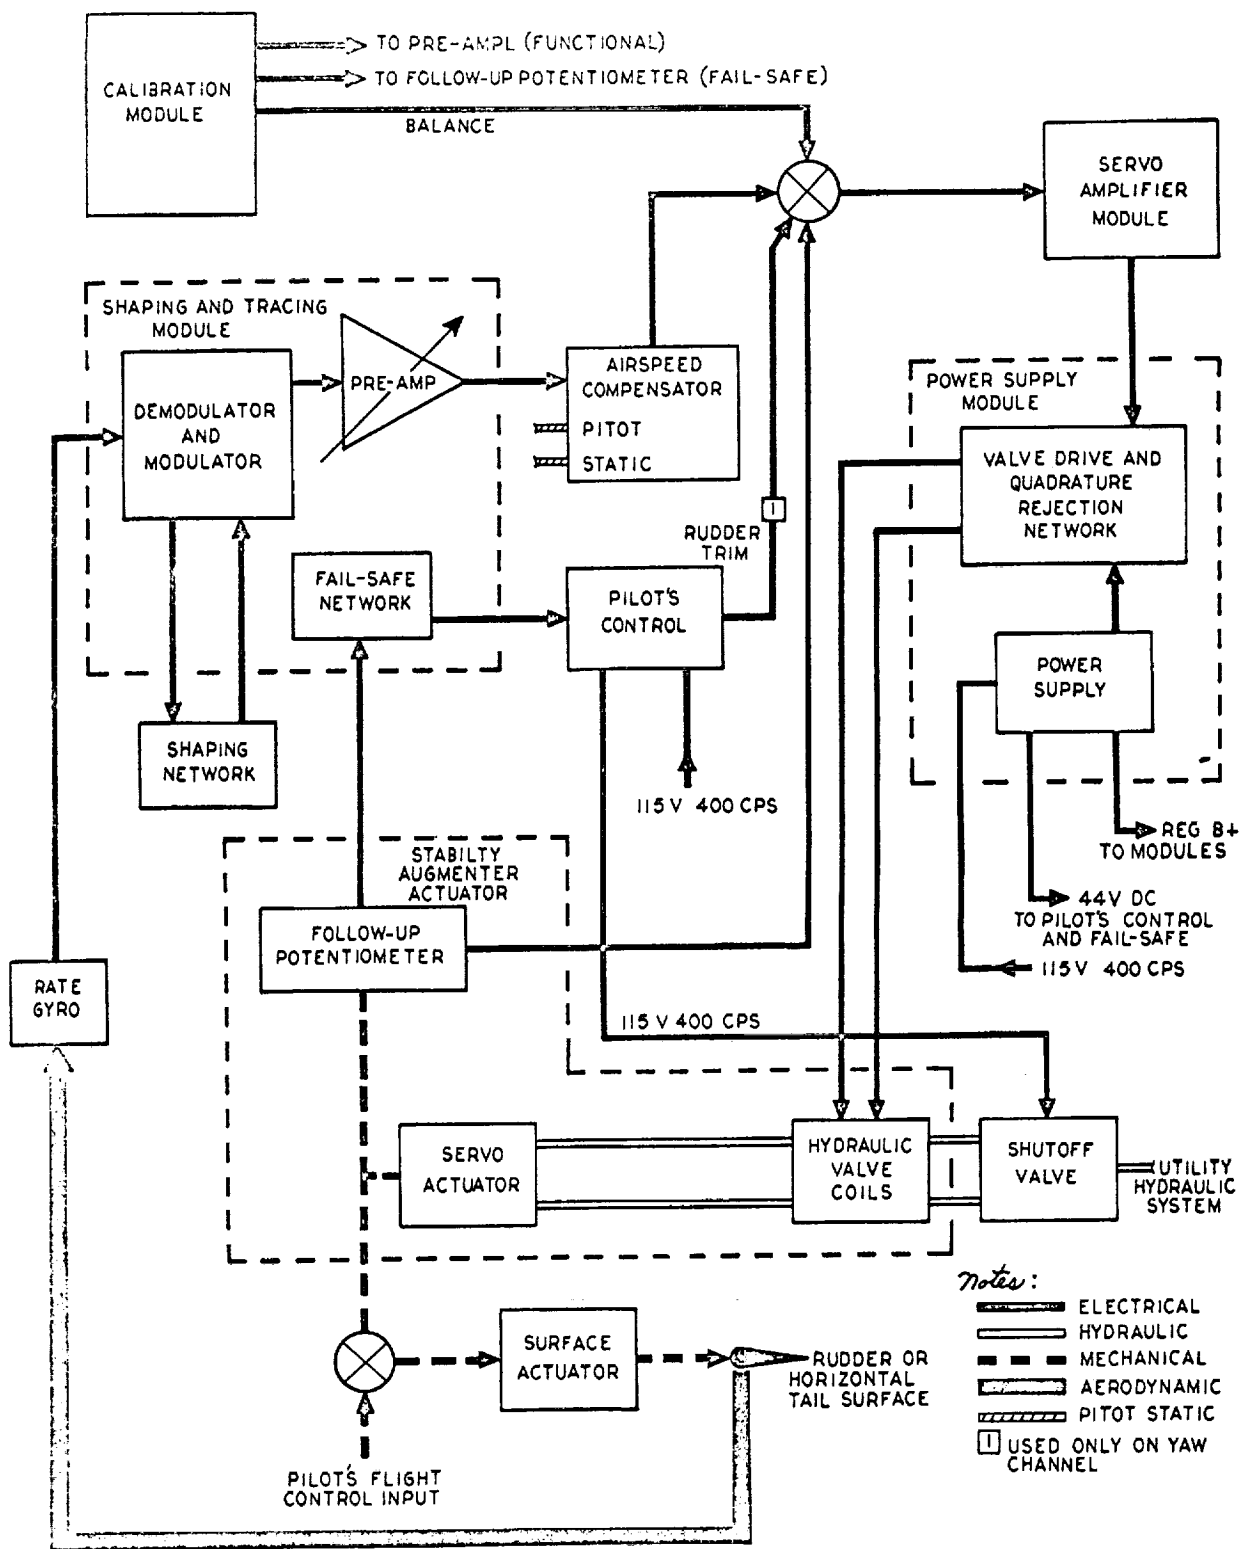 TO PRE-AMPL (FUNCTIONAL)
TO FOLLOW-UP POTENTIOMETER (FAIL-SAFE)
CALIBRATION
MODULE
BALANCE
SERVO
AMPLIFIER
MODULE
SHAPING AND TRACING
MODULE
PRE-AMP
DEMODULATOR
AND
MODULATOR
AIRSPEED
COMPENSATOR
PITOT
STATIC
POWER SUPPLY
MODULE
VALVE DRIVE AND
QUADRATURE
REJECTION
NETWORK
1
RUDDER
TRIM
FAIL-SAFE
NETWORK
PILOT'S
CONTROL
POWER
SUPPLY
SHAPING
NETWORK
115 V 400 CPS
REG B+
TO MODULES
STABILTY
AUGMENTER
ACTUATOR
44V DC
TO PILOT'S CONTROL
AND FAIL-SAFE
115 V 400 CPS
FOLLOW-UP
POTENTIOMETER
RATE
GYRO
115 V 400 CPS
SERVO
ACTUATOR
HYDRAULIC
VALVE
COILS
SHUTOFF
VALVE
UTILITY
HYDRAULIC
SYSTEM
Notes:
ELECTRICAL
HYDRAULIC
MECHANICAL
AERODYNAMIC
PITOT STATIC
1 USED ONLY ON YAW
CHANNEL
SURFACE
ACTUATOR
RUDDER OR
HORIZONTAL
TAIL SURFACE
PILOT'S FLIGHT
CONTROL INPUT